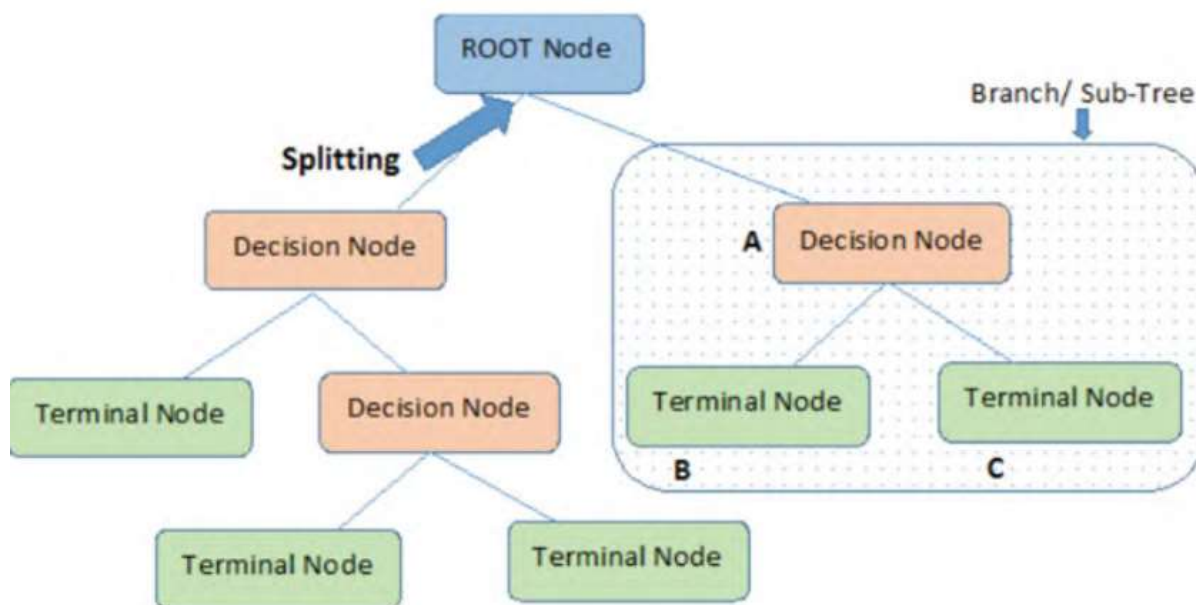 ROOT Node
Branch/ Sub-Tree
Splitting
Decision Node
A
Decision Node
Terminal Node
Decision Node
Terminal Node
Terminal Node
B
C
Terminal Node
Terminal Node